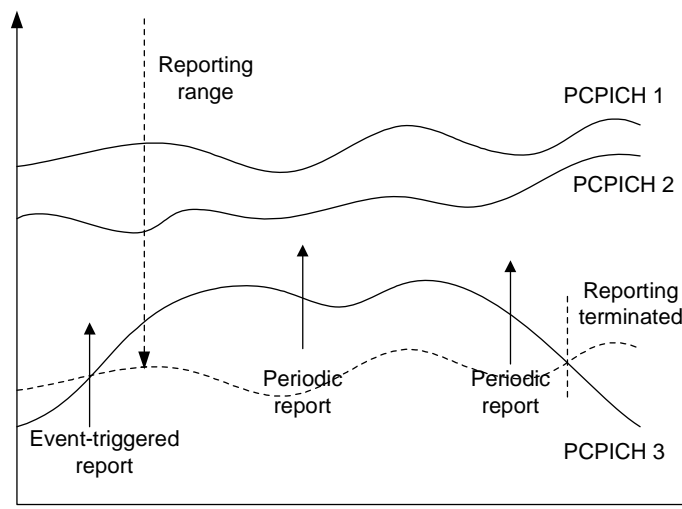 Reporting
range
PCPICH 1
PCPICH 2
Reporting
terminated
Periodic
report
Periodic
report
Event-triggered
report
PCPICH 3